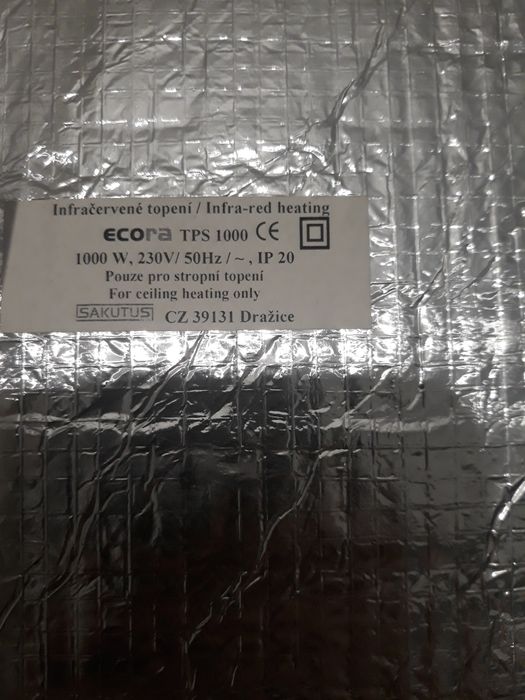 Infračervené topení / Infra-red heating
ecora TPS 1000 CE
1000 W, 230V/ 50Hz / ~ , IP 20
Pouze pro stropní topení
For ceiling heating only
SAKUTUS CZ 39131 Dražice